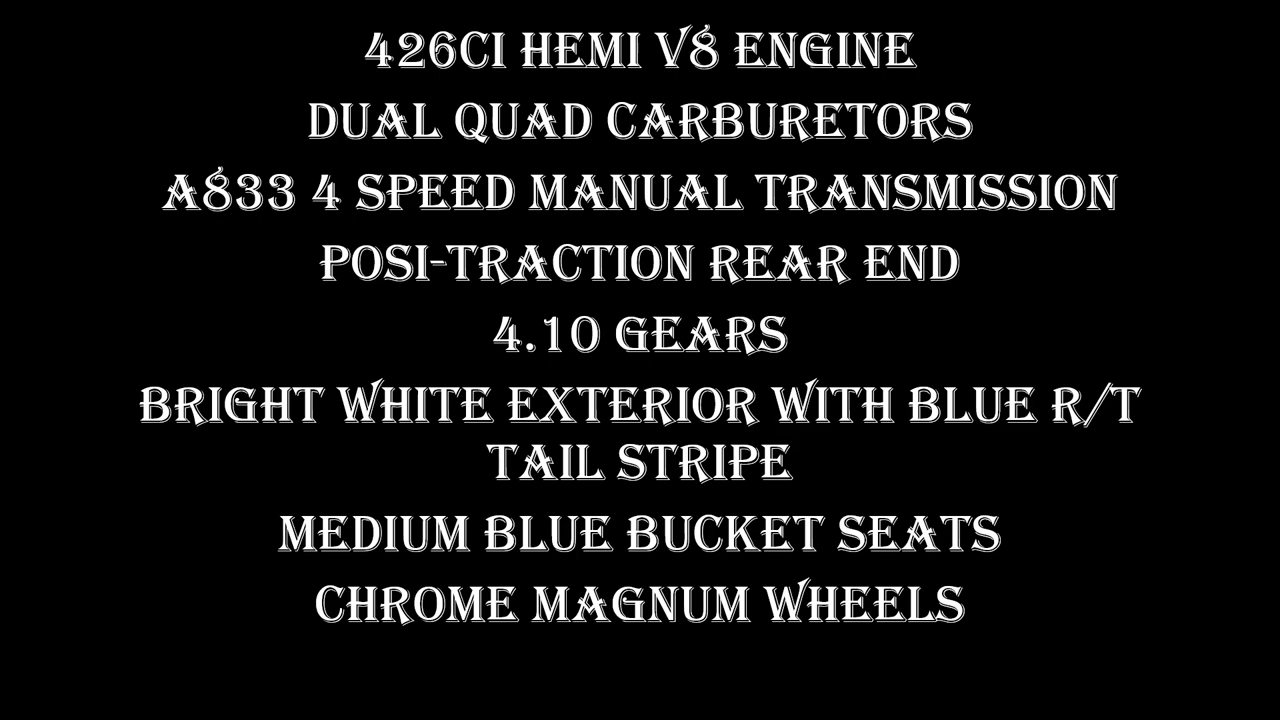 426CI HEMI V8 ENGINE
DUAL QUAD CARBURETORS
A833 4 SPEED MANUAL TRANSMISSION
POSI-TRACTION REAR END
4.10 GEARS
BRIGHT WHITE EXTERIOR WITH BLUE R/T
TAIL STRIPE
MEDIUM BLUE BUCKET SEATS
CHROME MAGNUM WHEELS